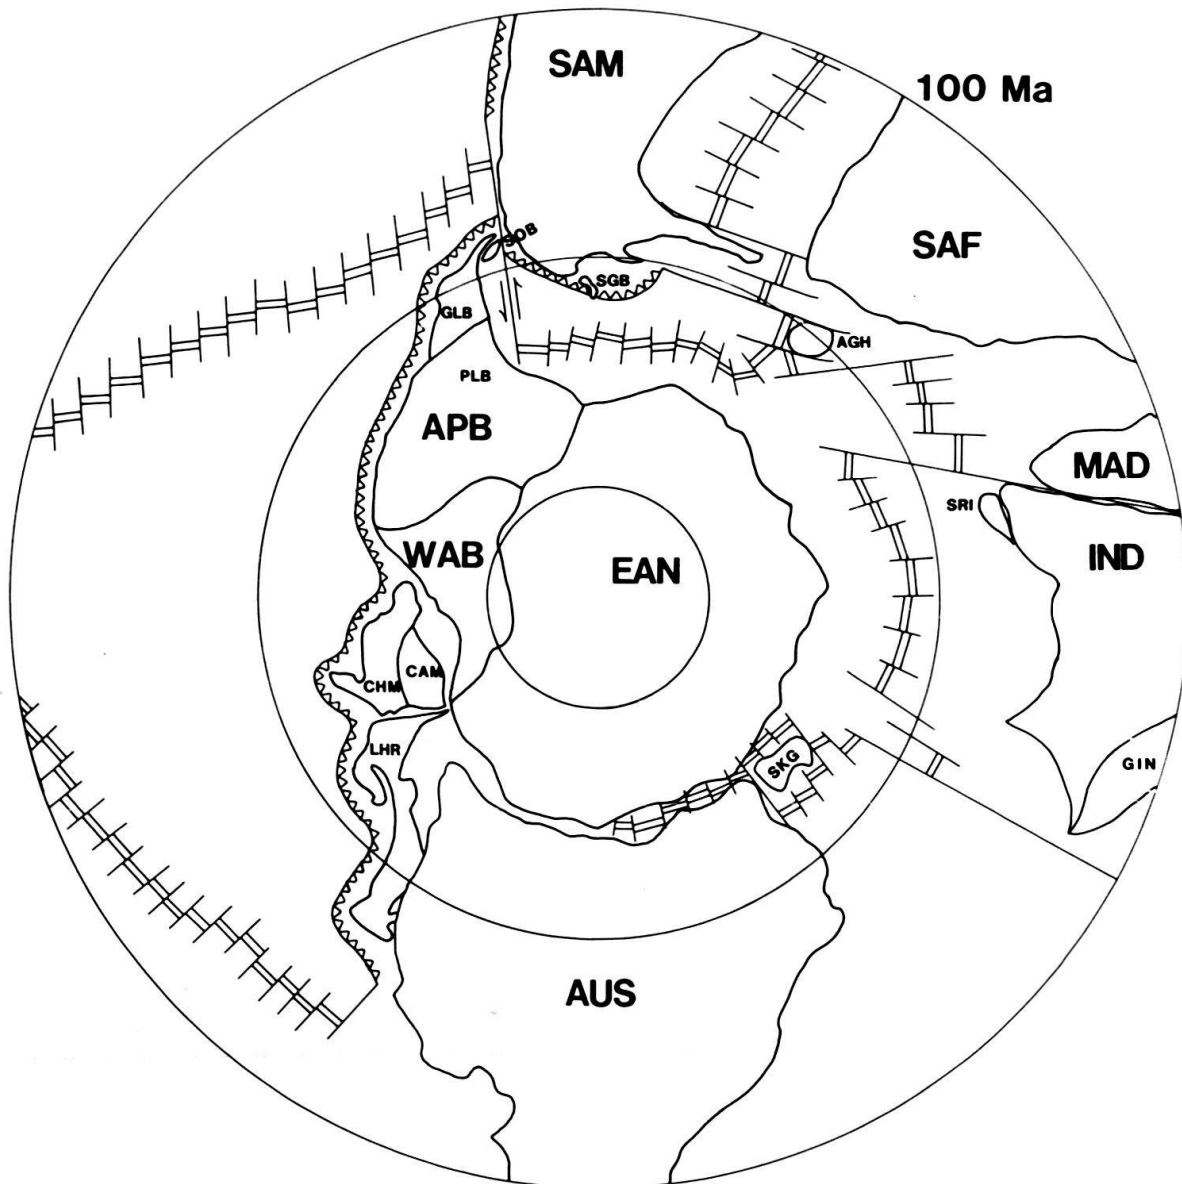 SAM
100 Ma
SAF
SOB
SGB
GLB
AGH
PLB
APB
MAD
SRI
WAB
EAN
IND
CAM
CHM
LHR
SKG
GIN
AUS